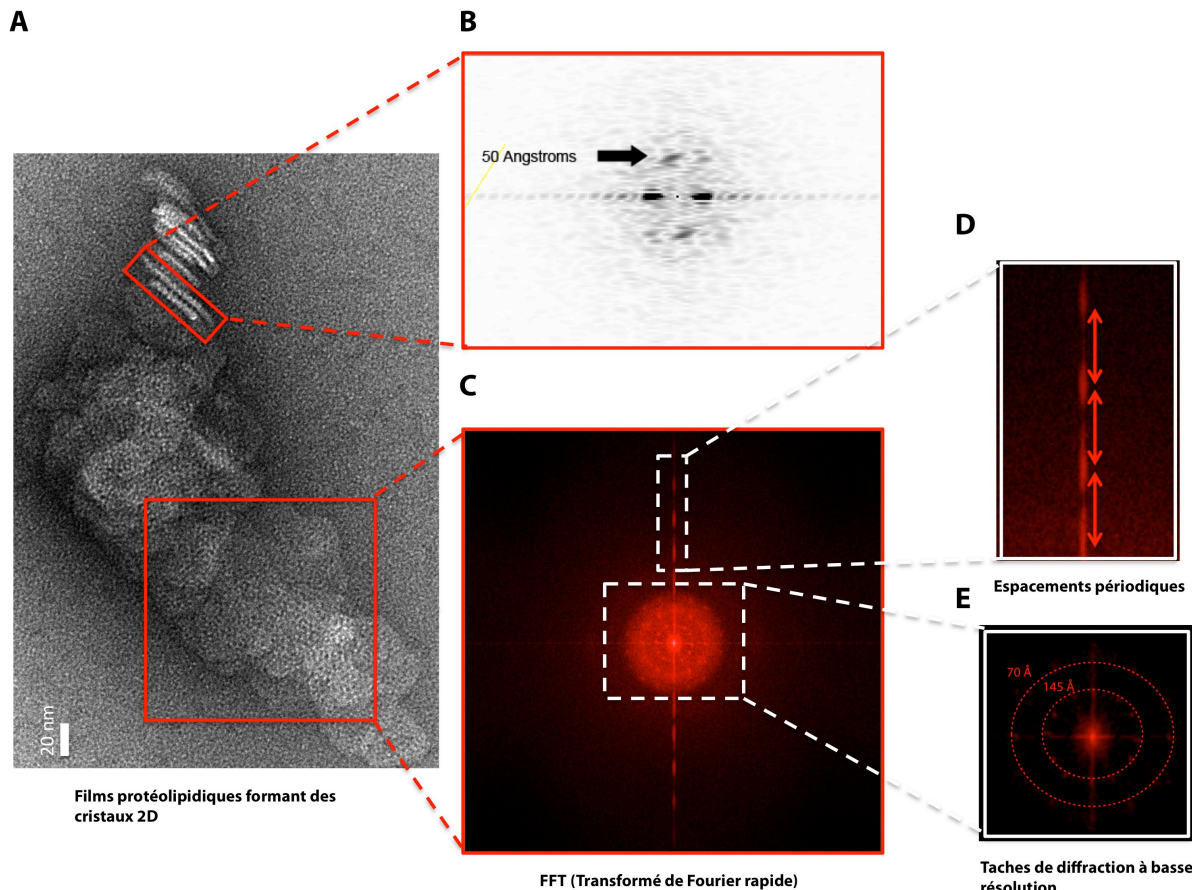 A
B
50 Angstroms
D
C
20 nm
Espacements périodiques
E
70 Å
145 Å
Films protéolipidiques formant des
cristaux 2D
FFT (Transformé de Fourier rapide)
Taches de diffraction à basse
résolution